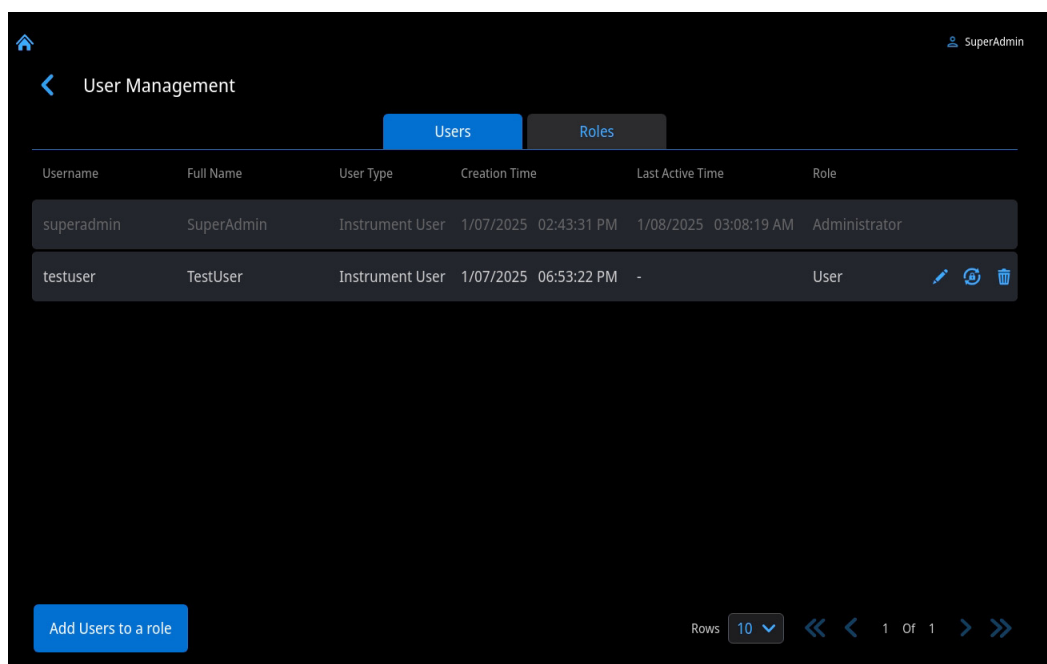 SuperAdmin
User Management
Users Roles
Username Full Name User Type Creation Time Last Active Time Role
superadmin SuperAdmin Instrument User 1/07/2025 02:43:31 PM 1/08/2025 03:08:19 AM Administrator
testuser TestUser Instrument User 1/07/2025 06:53:22 PM - User
Add Users to a role Rows 10 1 Of 1